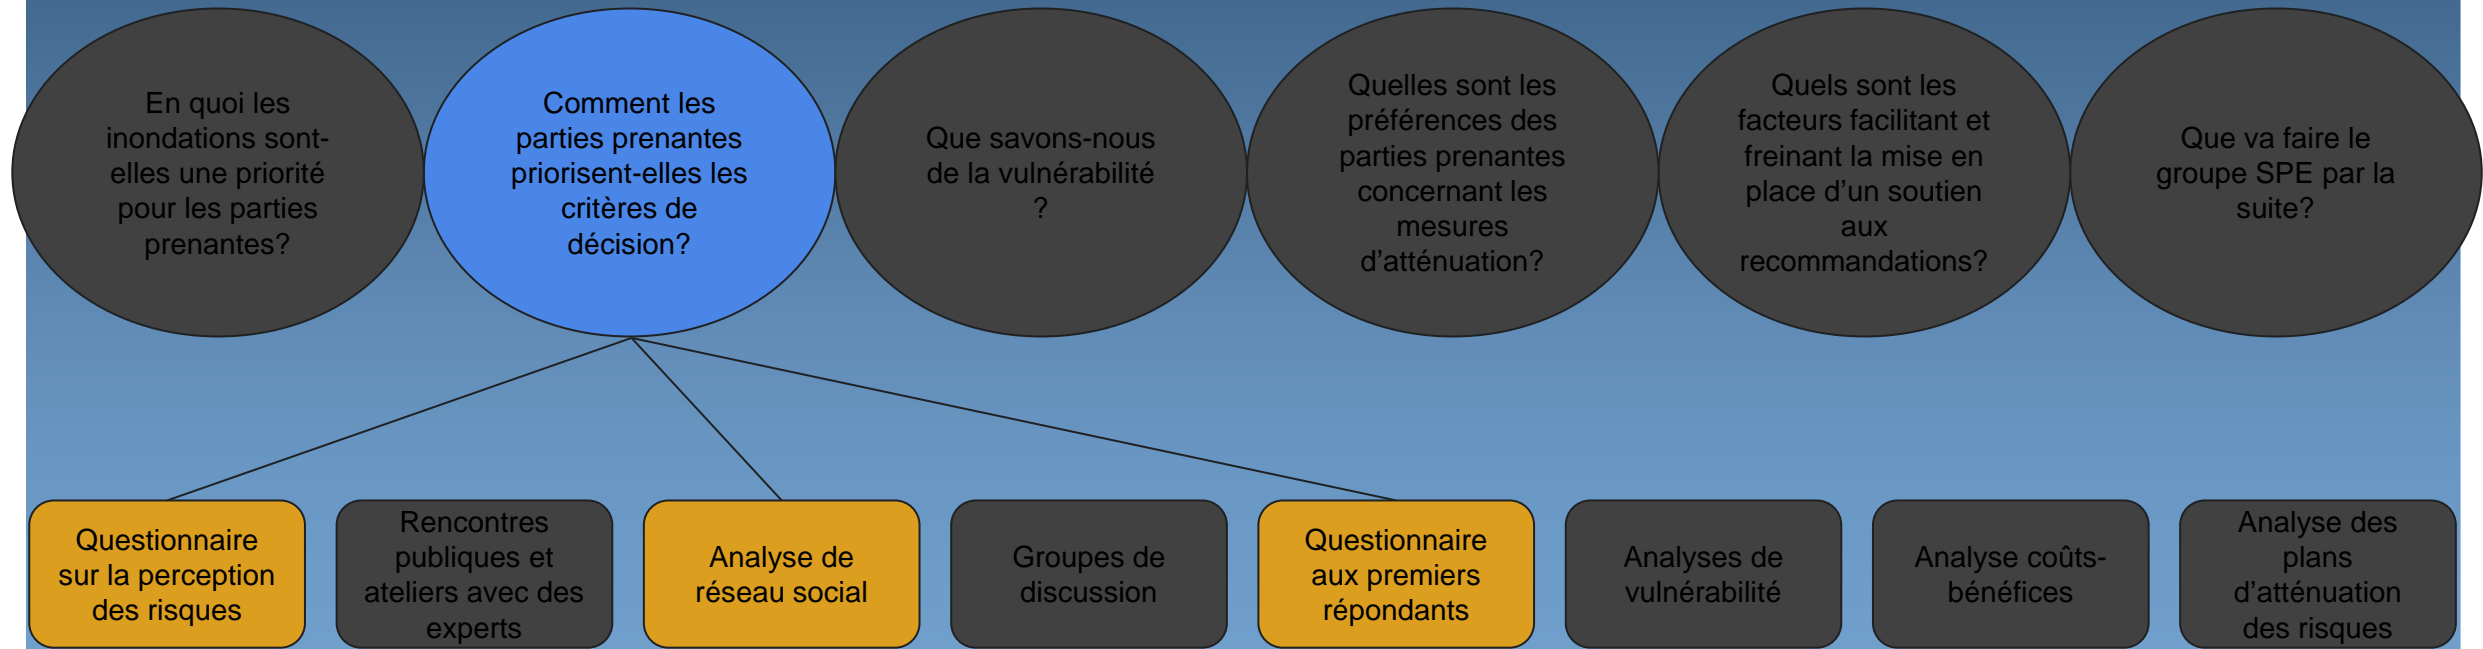 En quoi les
inondations sont-
elles une priorité
pour les parties
prenantes?
Comment les
parties prenantes
priorisent-elles les
critères de
décision?
Que savons-nous
de la vulnérabilité
?
Quelles sont les
préférences des
parties prenantes
concernant les
mesures
d’atténuation?
Quels sont les
facteurs facilitant et
freinant la mise en
place d’un soutien
aux
recommandations?
Que va faire le
groupe SPE par la
suite?
Questionnaire
sur la perception
des risques
Rencontres
publiques et
ateliers avec des
experts
Analyse de
réseau social
Groupes de
discussion
Questionnaire
aux premiers
répondants
Analyses de
vulnérabilité
Analyse coûts-
bénéfices
Analyse des
plans
d’atténuation
des risques